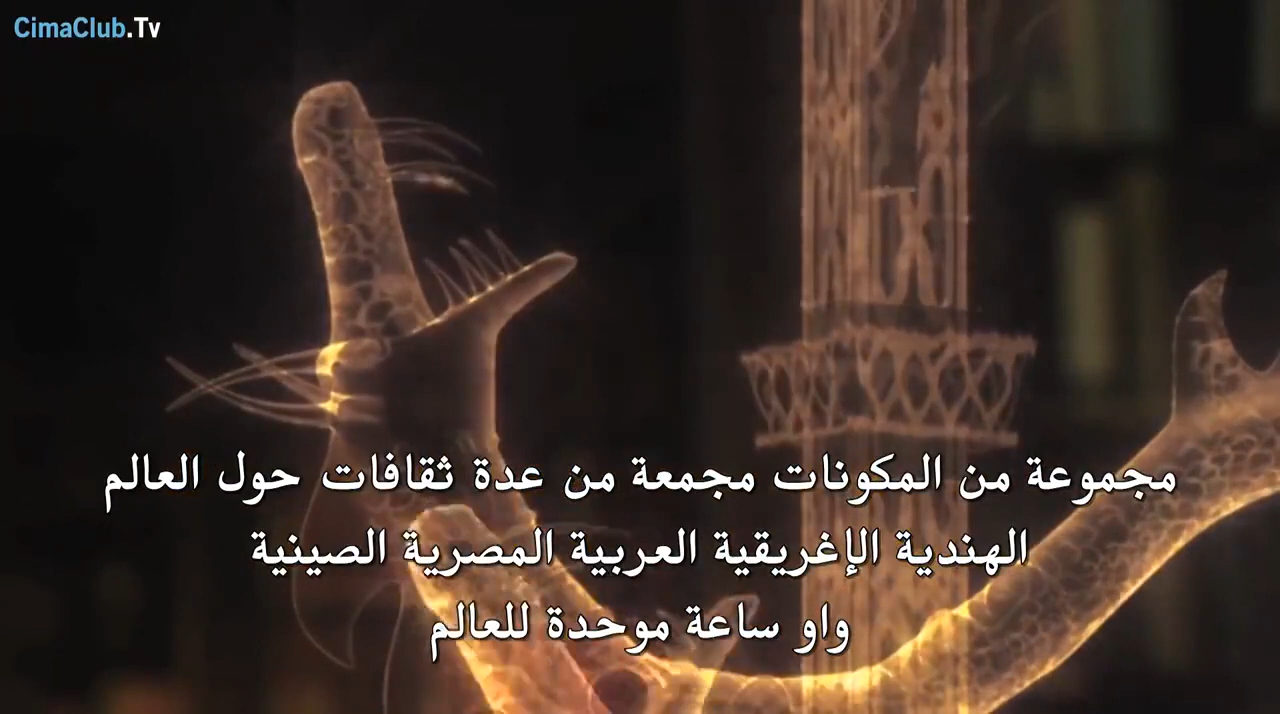 CimaClub.Tv
مجموعة من المكونات مجمعة من عدة ثقافات حول العالم
الهندية الإغريقية العربية المصرية الصينية
واو ساعة موحدة للعالم